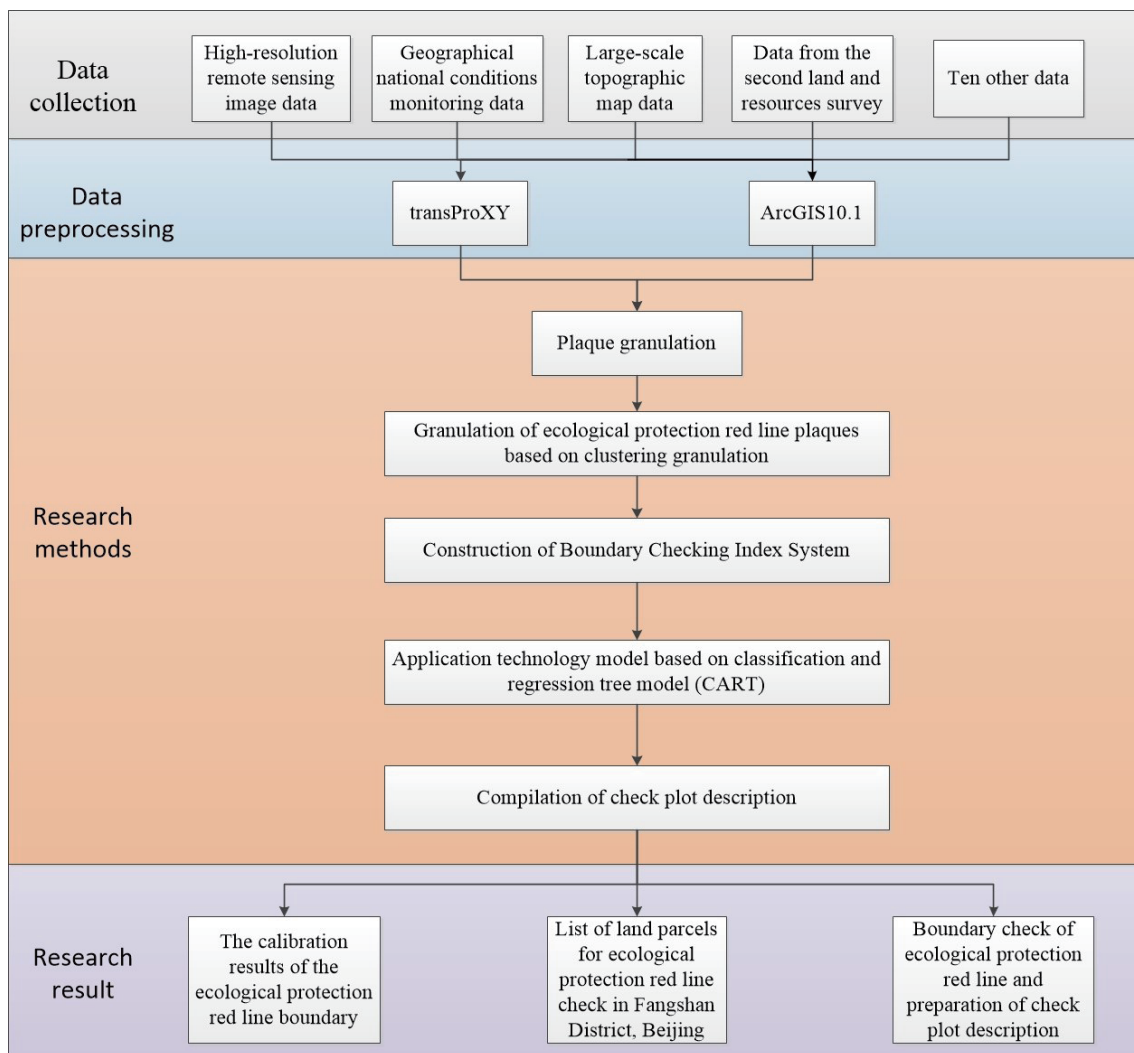 Data
collection
High-resolution
remote sensing
image data
Geographical
national conditions
monitoring data
Large-scale
topographic
map data
Data from the
second land and
resources survey
Ten other data
Data
preprocessing
transProXY
ArcGIS10.1
Research
methods
Plaque granulation
Granulation of ecological protection red line plaques
based on clustering granulation
Construction of Boundary Checking Index System
Application technology model based on classification and
regression tree model (CART)
Compilation of check plot description
Research
result
The calibration
results of the
ecological protection
red line boundary
List of land parcels
for ecological
protection red line
check in Fangshan
District, Beijing
Boundary check of
ecological protection
red line and
preparation of check
plot description